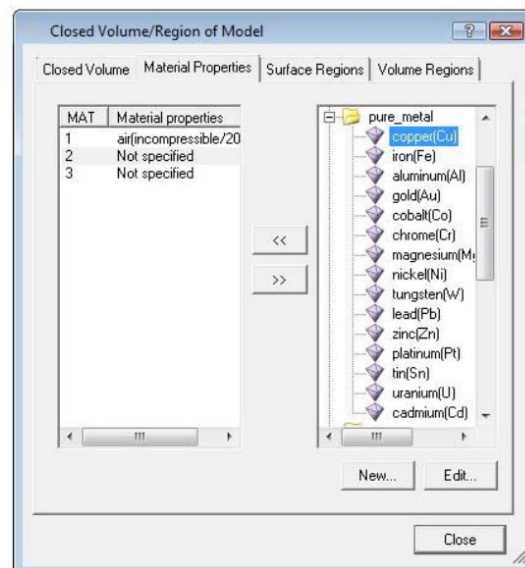 Closed Volume/Region of Model
Closed Volume Material Properties Surface Regions Volume Regions
MAT Material properties
1 air(incompressible/20
2 Not specified
3 Not specified
<<
>>
pure_metal
copper(Cu)
iron(Fe)
aluminum(Al)
gold(Au)
cobalt(Co)
chrome(Cr)
magnesium(Mg
nickel(Ni)
tungsten(W)
lead(Pb)
zinc(Zn)
platinum(Pt)
tin(Sn)
uranium(U)
cadmium(Cd)
New... Edit...
Close